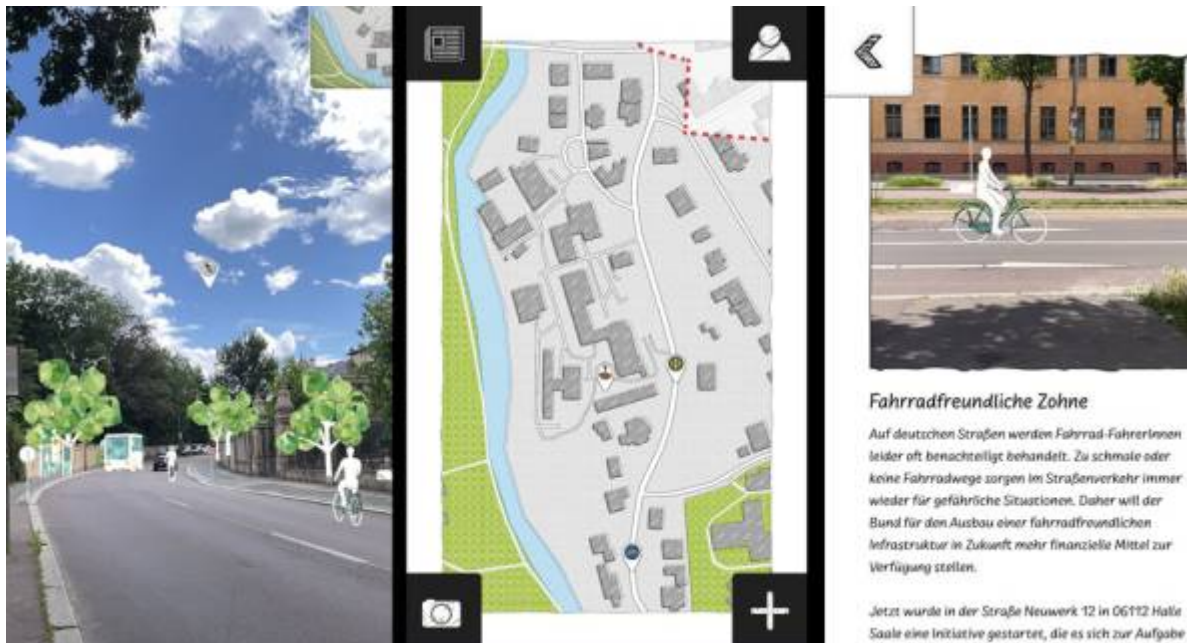 Fahrradfreundliche Zohne
Auf deutschen Straßen werden Fahrrad-FahrerInnen
leider oft benachteiligt behandelt. Zu schmale oder
keine Fahrradwege sorgen im Straßenverkehr immer
wieder für gefährliche Situationen. Daher will der
Bund für den Ausbau einer fahrradfreundlichen
Infrastruktur in Zukunft mehr finanzielle Mittel zur
Verfügung stellen.
Jetzt wurde in der Straße Neuwerk 12 in 06112 Halle
Saale eine Initiative gestartet, die es sich zur Aufgabe